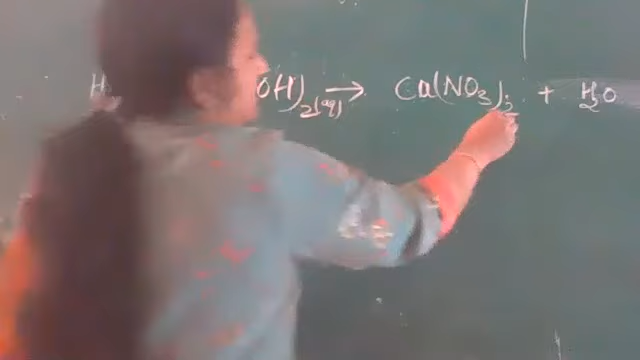 H OH)₂(aq) → Ca(NO₃)₂ + H₂O